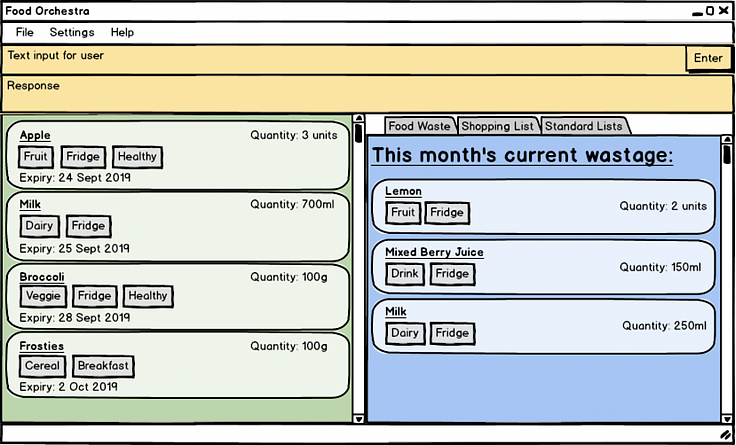 Food Orchestra
File Settings Help
Text input for user
Enter
Response
Apple
Quantity: 3 units
Fruit Fridge Healthy
Expiry: 24 Sept 2019
Milk
Quantity: 700ml
Dairy Fridge
Expiry: 25 Sept 2019
Broccoli
Quantity: 100g
Veggie Fridge Healthy
Expiry: 28 Sept 2019
Frosties
Quantity: 100g
Cereal Breakfast
Expiry: 2 Oct 2019
Food Waste Shopping List Standard Lists
This month's current wastage:
Lemon
Quantity: 2 units
Fruit Fridge
Mixed Berry Juice
Quantity: 150ml
Drink Fridge
Milk
Quantity: 250ml
Dairy Fridge